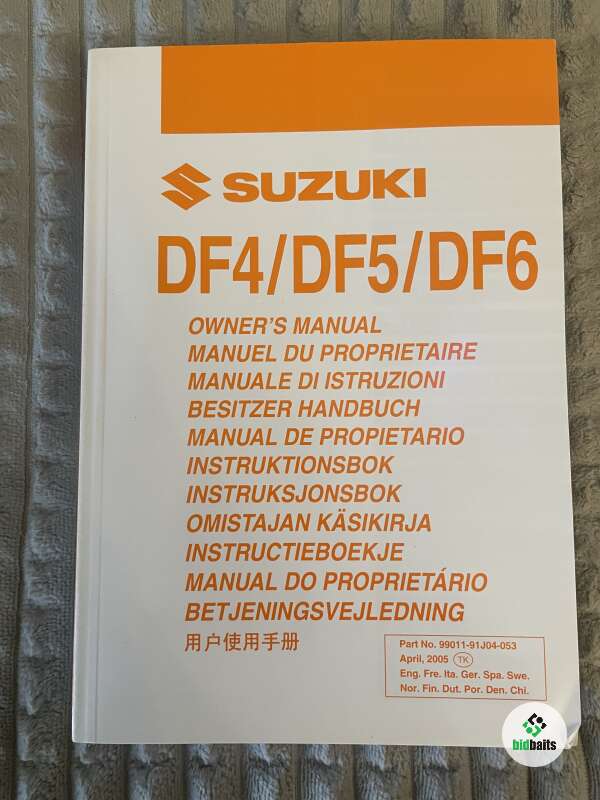 SUZUKI
DF4/DF5/DF6
OWNER'S MANUAL
MANUEL DU PROPRIETAIRE
MANUALE DI ISTRUZIONI
BESITZER HANDBUCH
MANUAL DE PROPIETARIO
INSTRUKTIONSBOK
INSTRUKSJONSBOK
OMISTAJAN KÄSIKIRJA
INSTRUCTIEBOEKJE
MANUAL DO PROPRIETÁRIO
BETJENINGSVEJLEDNING
用户使用手册
Part No. 99011-91J04-053
April, 2005 TK
Eng. Fre. Ita. Ger. Spa. Swe.
Nor. Fin. Dut. Por. Den. Chi.
bidbaits